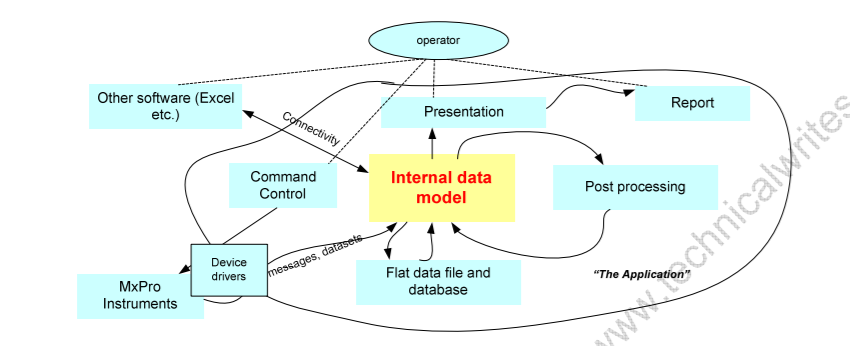 operator
Other software (Excel
etc.)
Connectivity
Presentation
Report
Command
Control
Internal data
model
Post processing
Device
drivers
messages, datasets
MxPro
Instruments
Flat data file and
database
“The Application”
www.technicalwrites